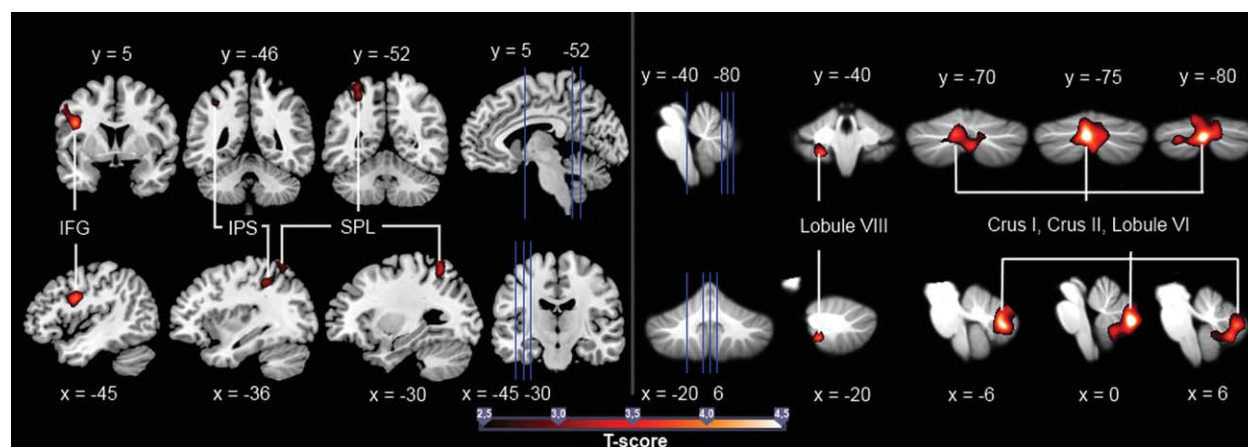 y = 5 y = -46 y = -52 y = 5 -52
y = -40 -80 y = -40 y = -70 y = -75 y = -80
IFG IPS SPL
Lobule VIII Crus I, Crus II, Lobule VI
x = -45 x = -36 x = -30 x = -45 -30
x = -20 6 x = -20 x = -6 x = 0 x = 6
2,5 3,0 3,5 4,0 4,5
T-score